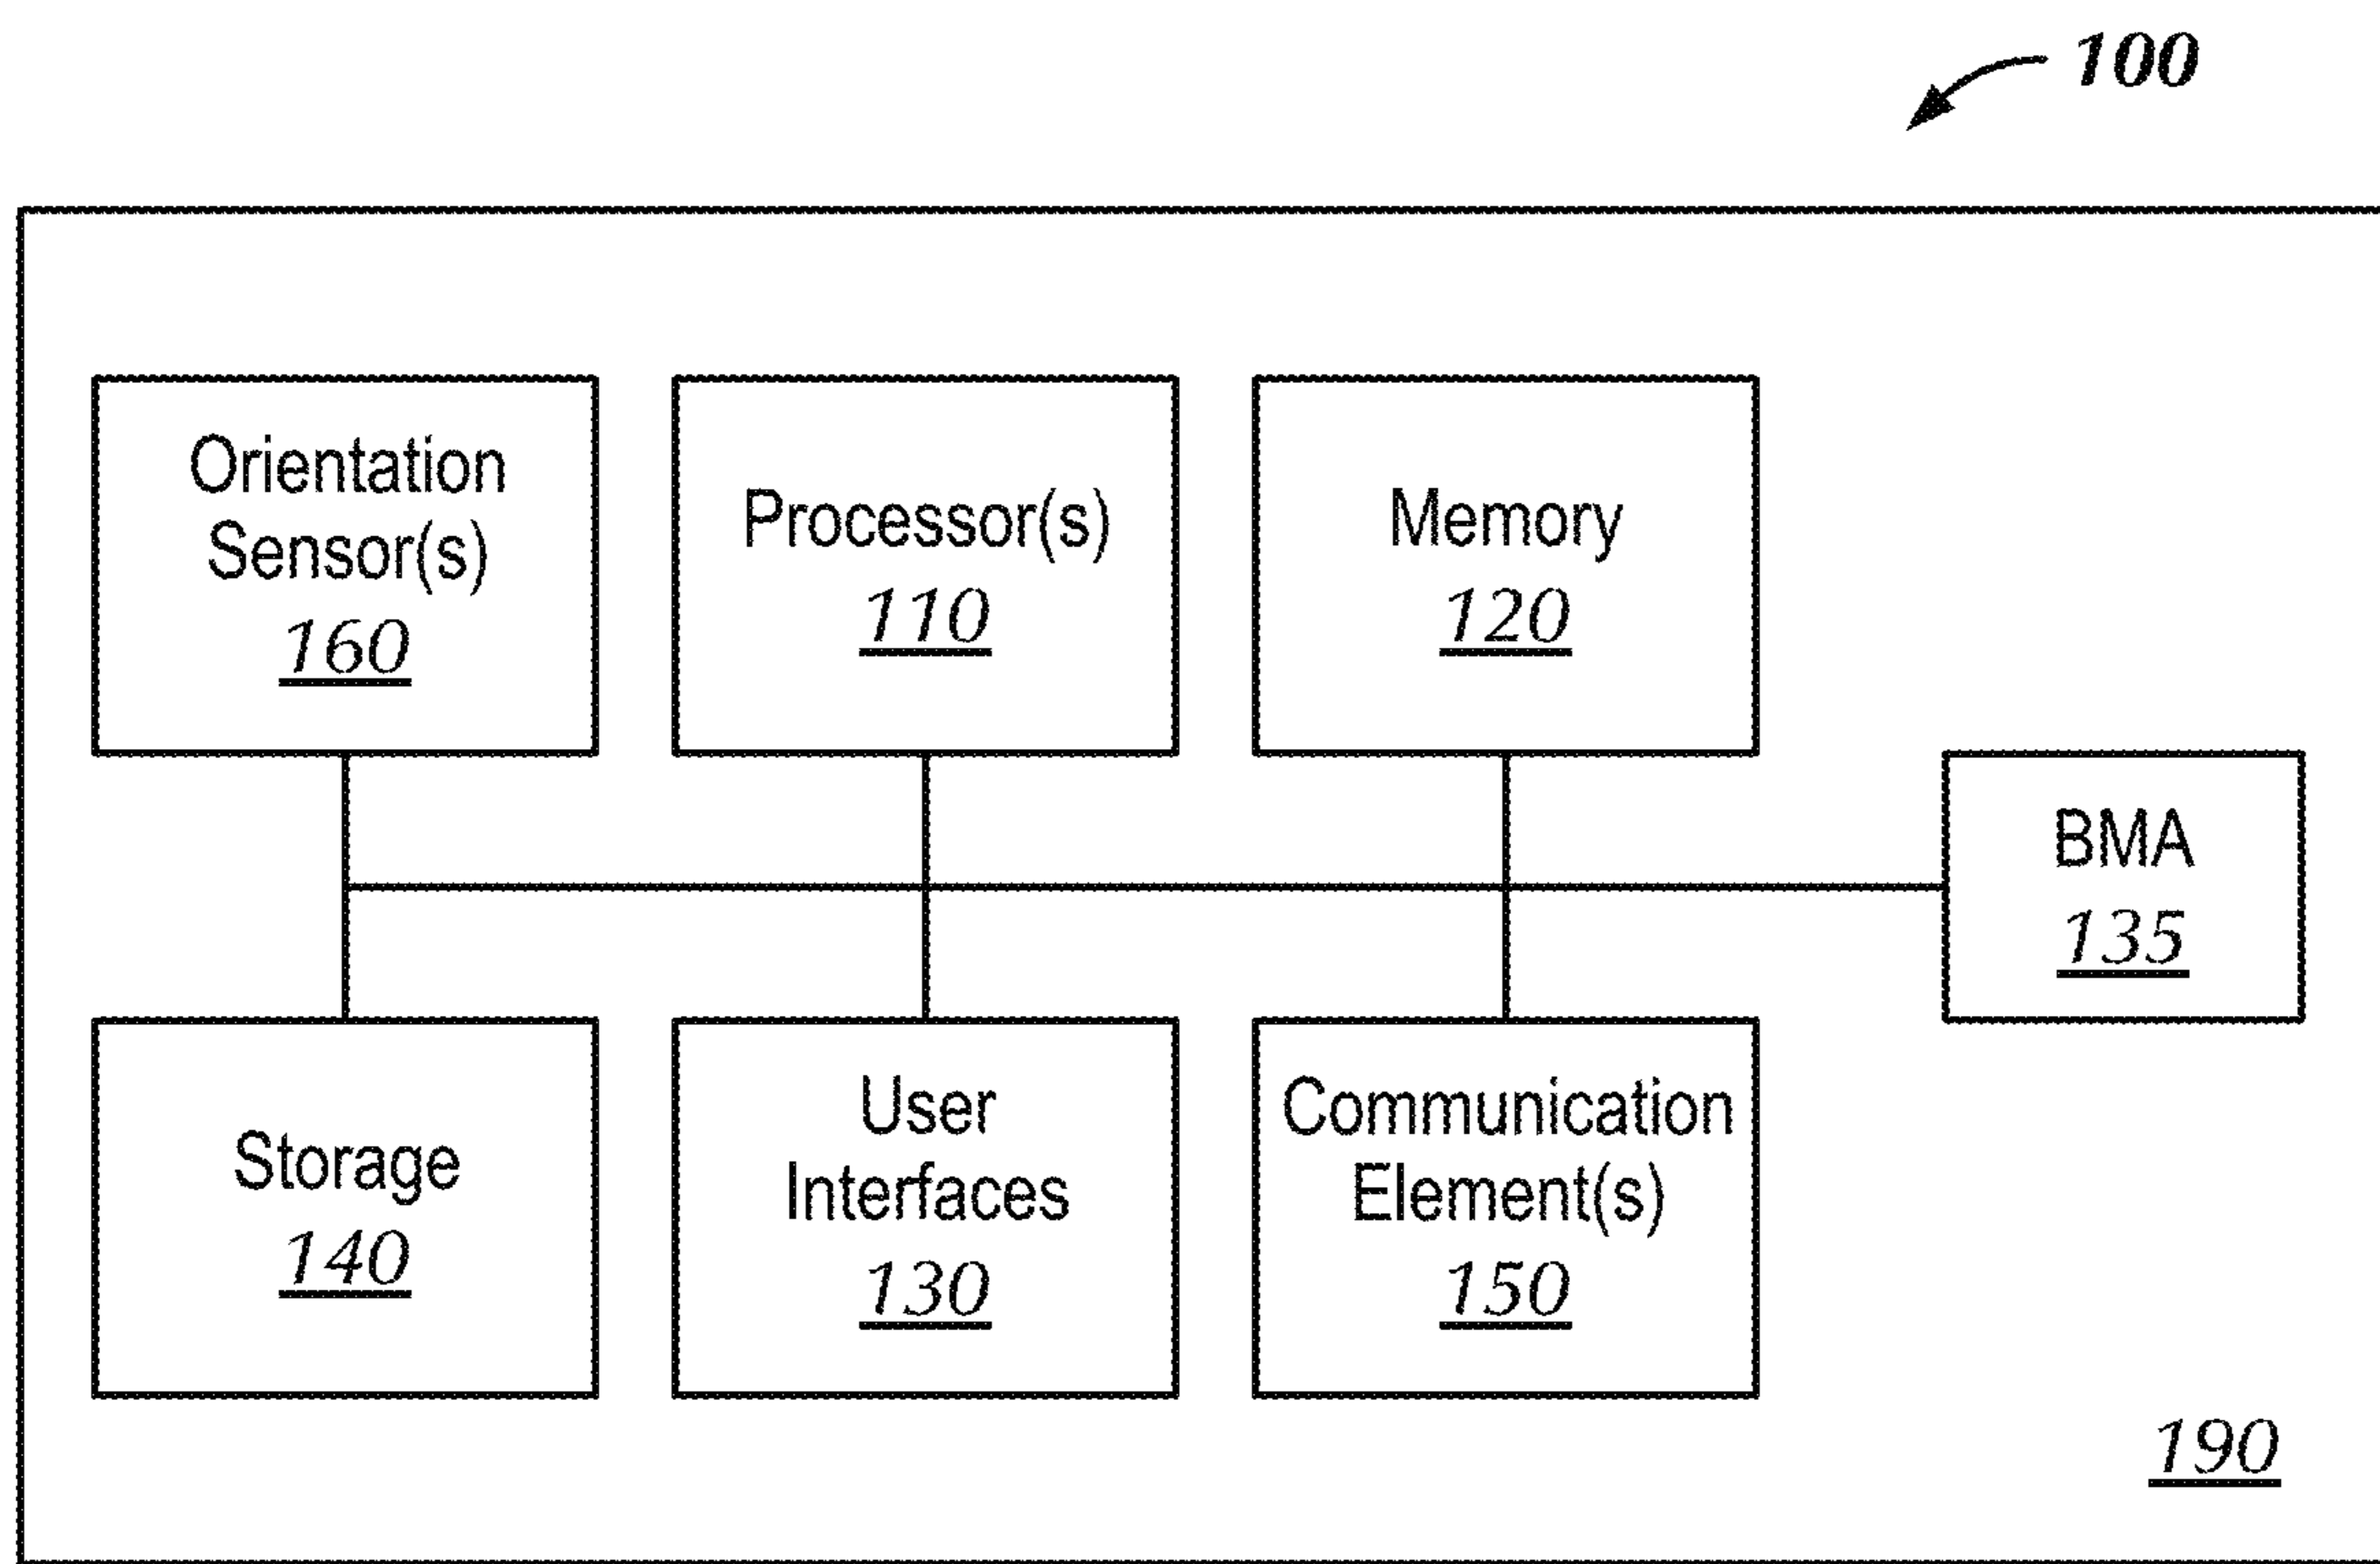 100
Orientation
Sensor(s)
160
Processor(s)
110
Memory
120
BMA
135
Storage
140
User
Interfaces
130
Communication
Element(s)
150
190